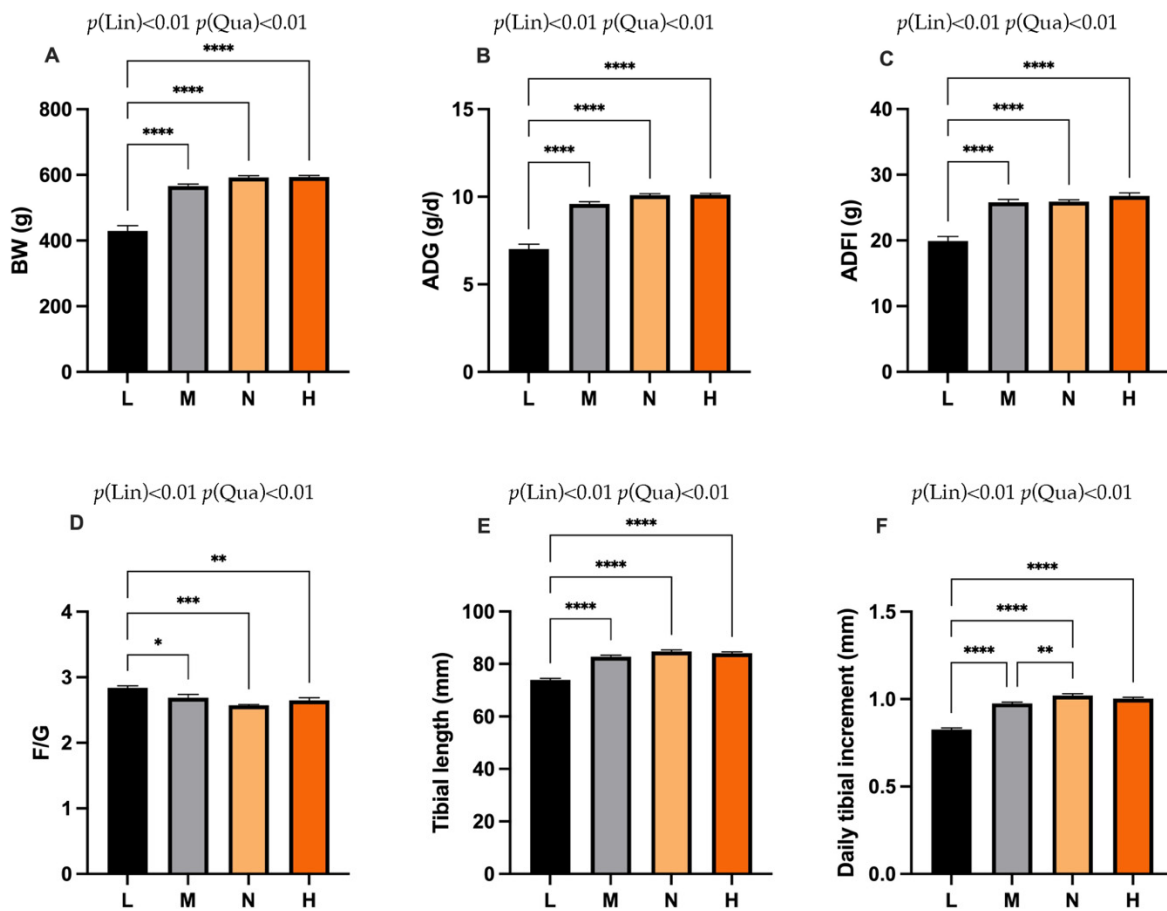 p(Lin)<0.01 p(Qua)<0.01
A
****
****
****
BW (g)
800
600
400
200
0
L M N H
p(Lin)<0.01 p(Qua)<0.01
B
****
****
****
ADG (g/d)
15
10
5
0
L M N H
p(Lin)<0.01 p(Qua)<0.01
C
****
****
****
ADFI (g)
40
30
20
10
0
L M N H
p(Lin)<0.01 p(Qua)<0.01
D
**
***
*
F/G
4
3
2
1
0
L M N H
p(Lin)<0.01 p(Qua)<0.01
E
****
****
****
Tibial length (mm)
100
80
60
40
20
0
L M N H
p(Lin)<0.01 p(Qua)<0.01
F
****
****
**** **
Daily tibial increment (mm)
1.5
1.0
0.5
0.0
L M N H